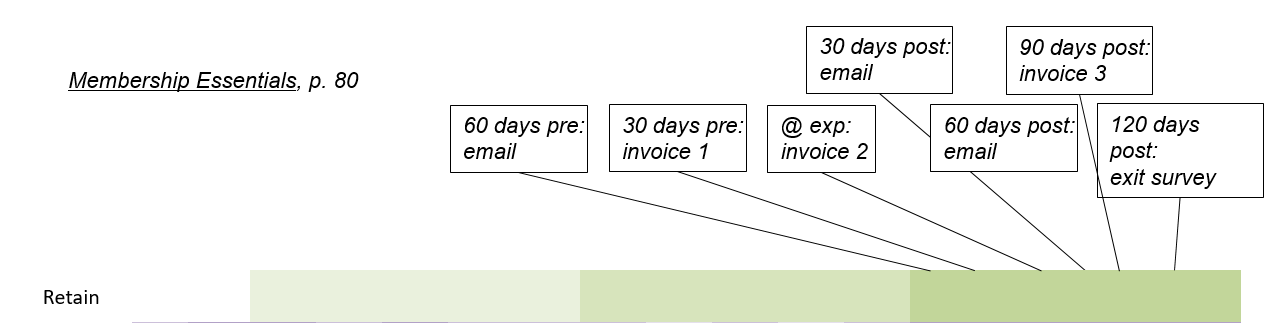 Membership Essentials, p. 80
60 days pre:
email
30 days pre:
invoice 1
@ exp:
invoice 2
30 days post:
email
60 days post:
email
90 days post:
invoice 3
120 days
post:
exit survey
Retain